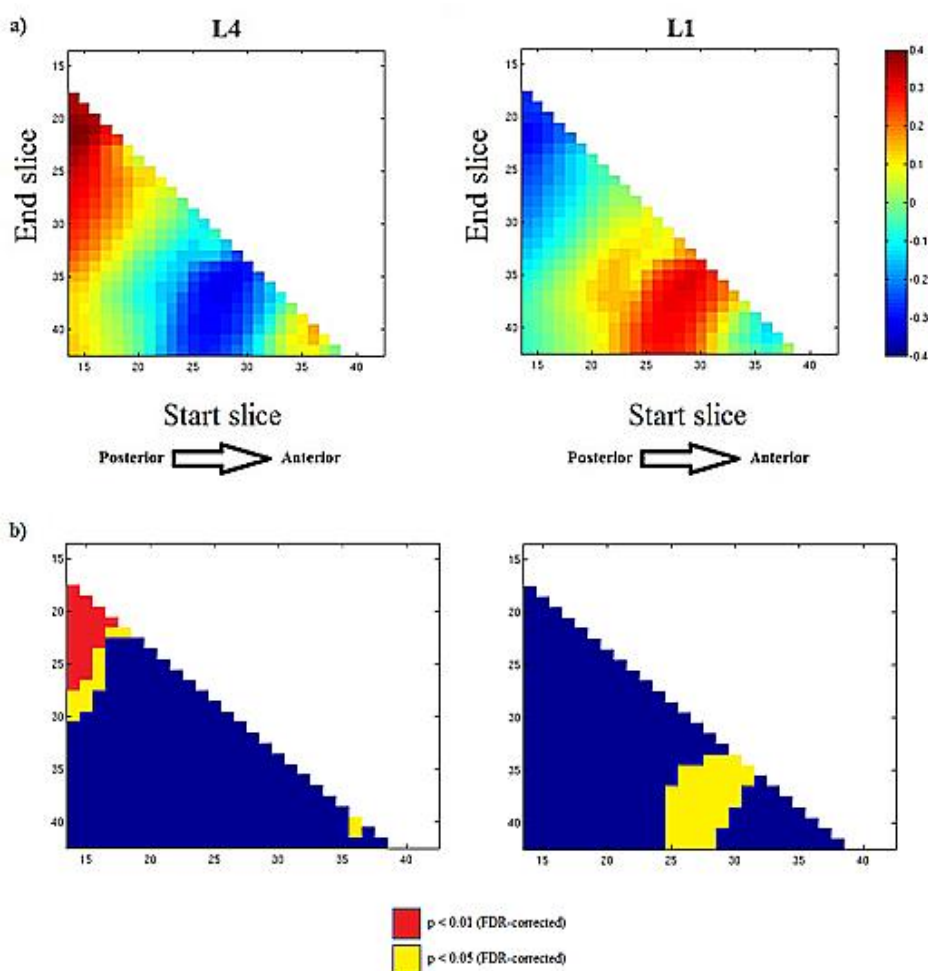 a)
L4
L1
15
20
25
30
35
40
End slice
15 20 25 30 35 40
Start slice
Posterior Anterior
15
20
25
30
35
40
End slice
15 20 25 30 35 40
Start slice
Posterior Anterior
0.4
0.3
0.2
0.1
0
-0.1
-0.2
-0.3
-0.4
b)
15
20
25
30
35
40
15 20 25 30 35 40
15
20
25
30
35
40
15 20 25 30 35 40
p < 0.01 (FDR-corrected)
p < 0.05 (FDR-corrected)